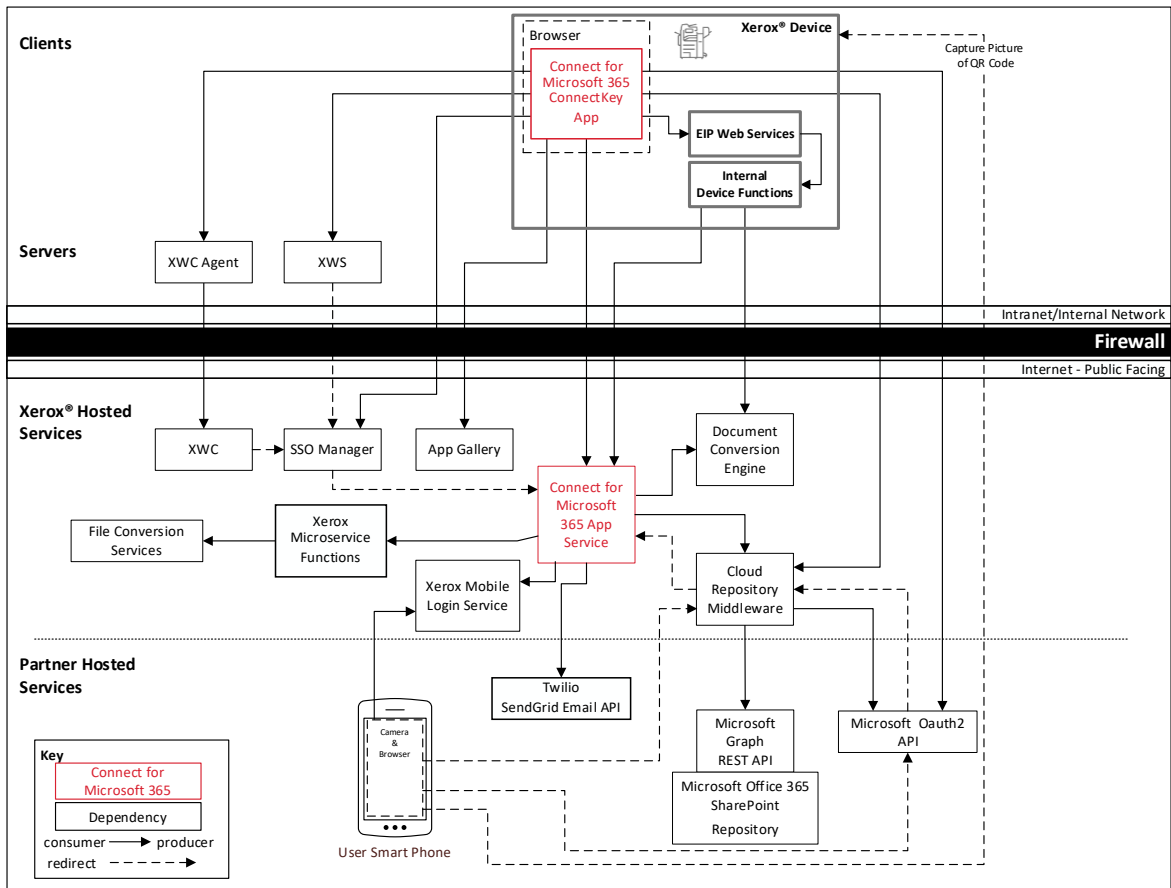 Clients
Xerox® Device
Browser
Connect for
Microsoft 365
ConnectKey
App
EIP Web Services
Internal
Device Functions
Capture Picture
of QR Code
Servers
XWC Agent
XWS
Intranet/Internal Network
Firewall
Internet - Public Facing
Xerox® Hosted
Services
XWC
SSO Manager
App Gallery
Document
Conversion
Engine
Connect for
Microsoft
365 App
Service
File Conversion
Services
Xerox
Microservice
Functions
Xerox Mobile
Login Service
Cloud
Repository
Middleware
Partner Hosted
Services
Twilio
SendGrid Email API
Camera
&
Browser
User Smart Phone
Microsoft
Graph
REST API
Microsoft Office 365
SharePoint
Repository
Microsoft Oauth2
API
Key
Connect for
Microsoft 365
Dependency
consumer producer
redirect